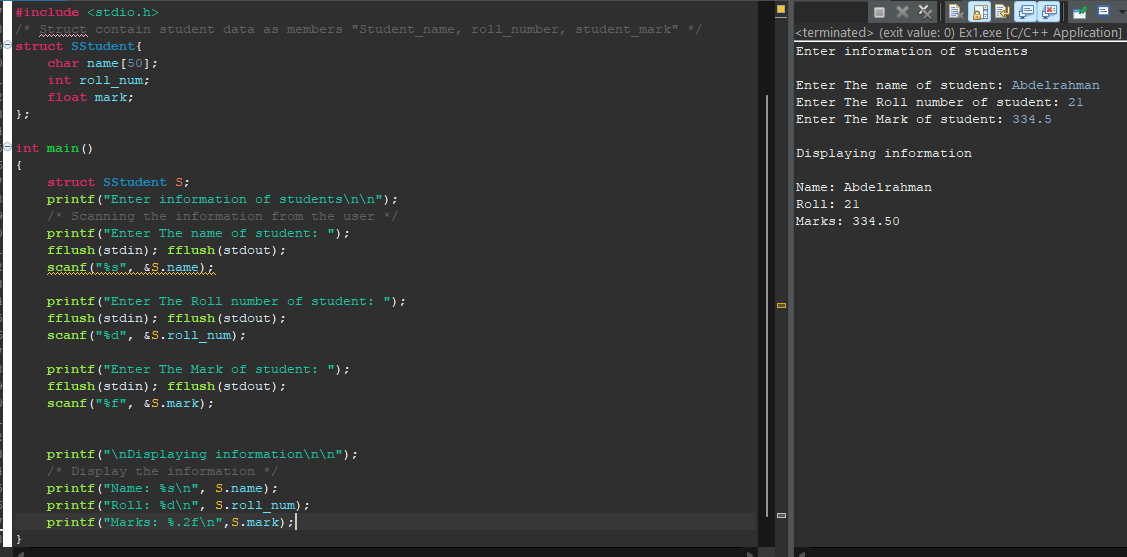 #include <stdio.h>
/* Struct contain student data as members "Student_name, roll_number, student_mark" */
struct SStudent{
    char name[50];
    int roll_num;
    float mark;
};

int main()
{
    struct SStudent S;
    printf("Enter information of students\n\n");
    /* Scanning the information from the user */
    printf("Enter The name of student: ");
    fflush(stdin); fflush(stdout);
    scanf("%s", &S.name);

    printf("Enter The Roll number of student: ");
    fflush(stdin); fflush(stdout);
    scanf("%d", &S.roll_num);

    printf("Enter The Mark of student: ");
    fflush(stdin); fflush(stdout);
    scanf("%f", &S.mark);

    printf("\nDisplaying information\n\n");
    /* Display the information */
    printf("Name: %s\n", S.name);
    printf("Roll: %d\n", S.roll_num);
    printf("Marks: %.2f\n",S.mark);
}
<terminated> (exit value: 0) Ex1.exe [C/C++ Application]
Enter information of students

Enter The name of student: Abdelrahman
Enter The Roll number of student: 21
Enter The Mark of student: 334.5

Displaying information

Name: Abdelrahman
Roll: 21
Marks: 334.50